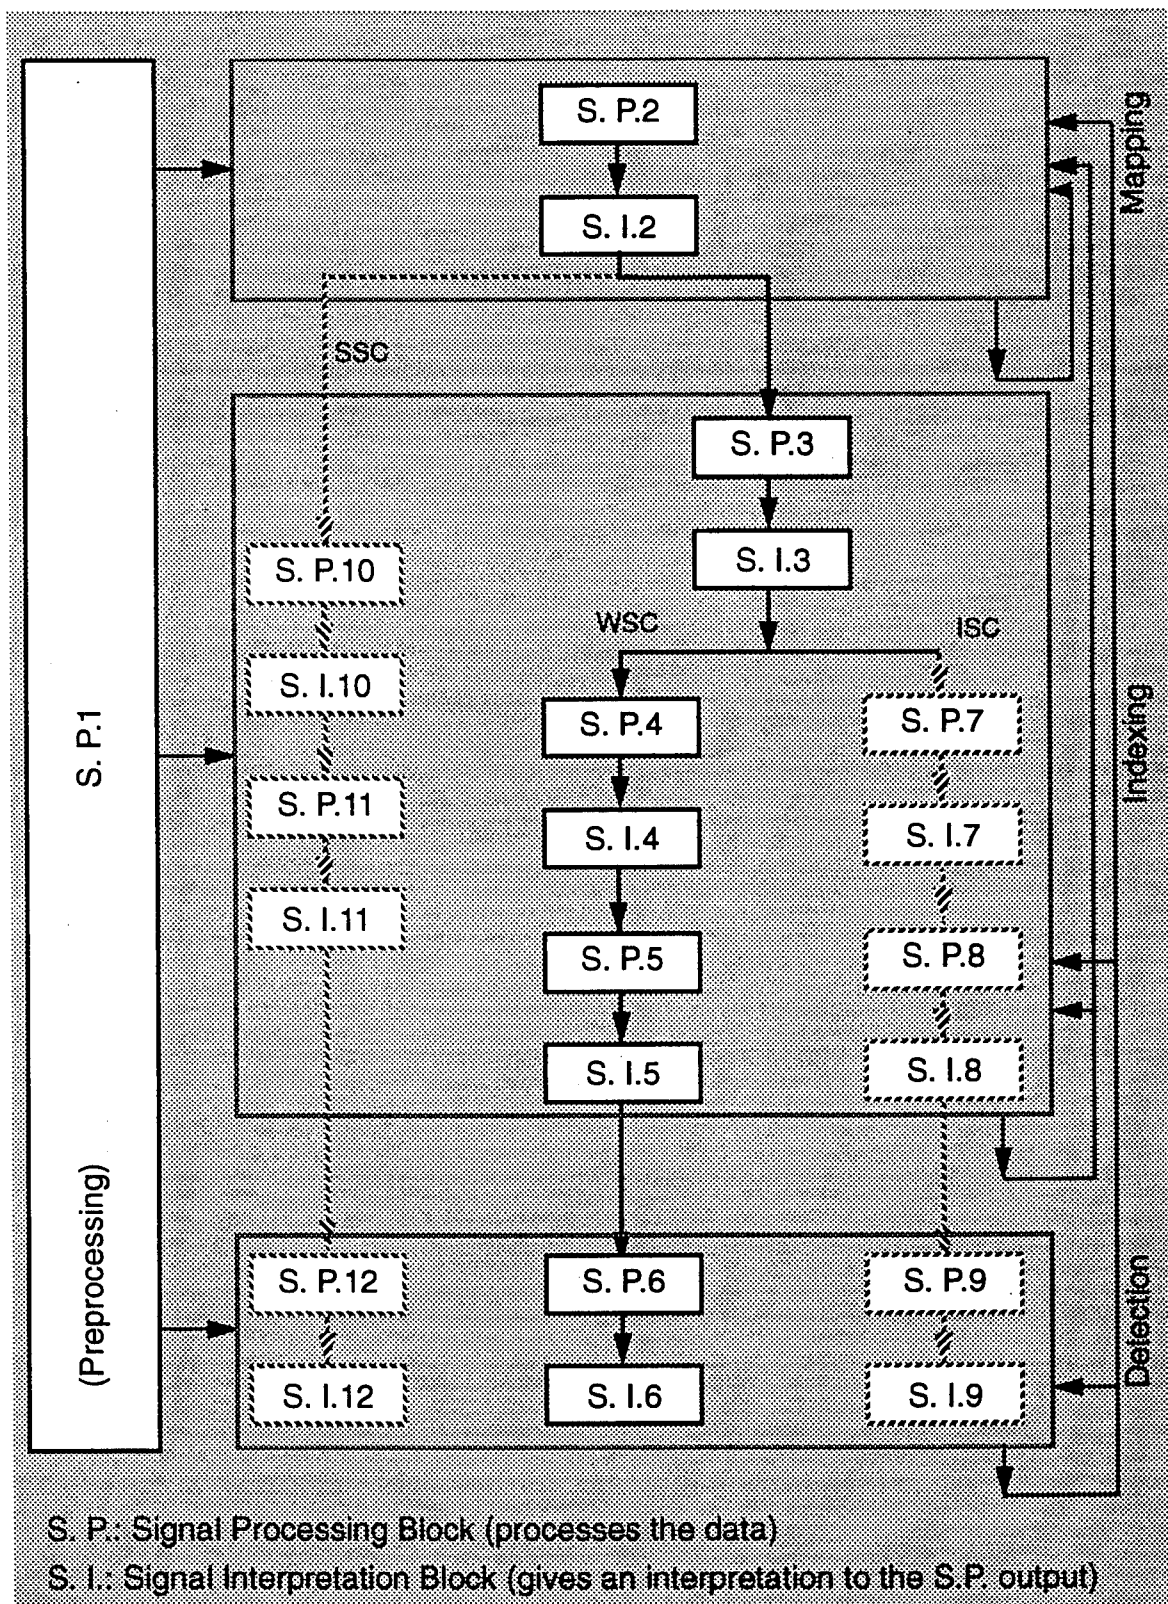 S. P.2
Mapping
S. I.2
SSC
S. P.3
S. I.3
S. P.10
WSC
ISC
S. I.10
S. P.4
S. P.7
S. P.1
Indexing
S. P.11
S. I.4
S. I.7
S. I.11
S. P.5
S. P.8
S. I.5
S. I.8
(Preprocessing)
S. P.12
S. P.6
S. P.9
Detection
S. I.12
S. I.6
S. I.9
S. P.: Signal Processing Block (processes the data)
S. I.: Signal Interpretation Block (gives an interpretation to the S.P. output)